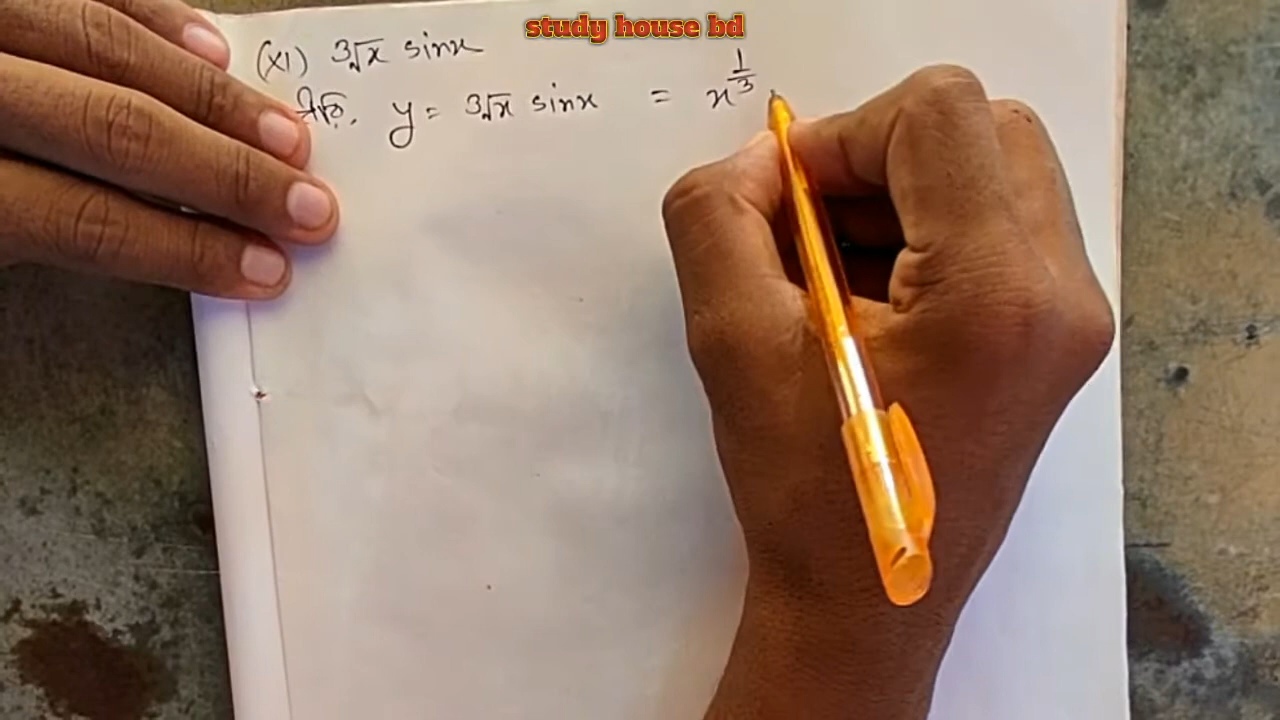 study house bd
(XI) ∛x sinx
ধরি, y = ∛x sinx = x^{1/3}